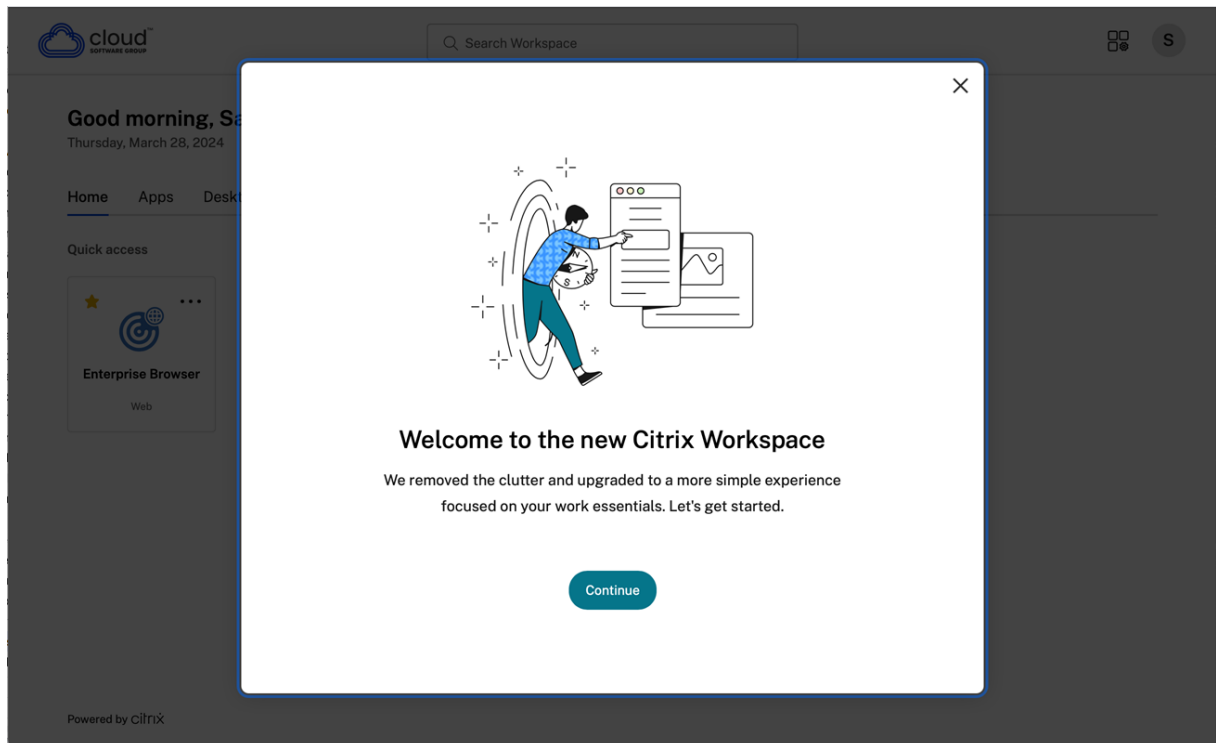 cloud™
SOFTWARE GROUP
Search Workspace
S
Good morning, Sa
Thursday, March 28, 2024
Home Apps Deskt
Quick access
Enterprise Browser
Web
N
S
Welcome to the new Citrix Workspace
We removed the clutter and upgraded to a more simple experience
focused on your work essentials. Let's get started.
Continue
Powered by citrix